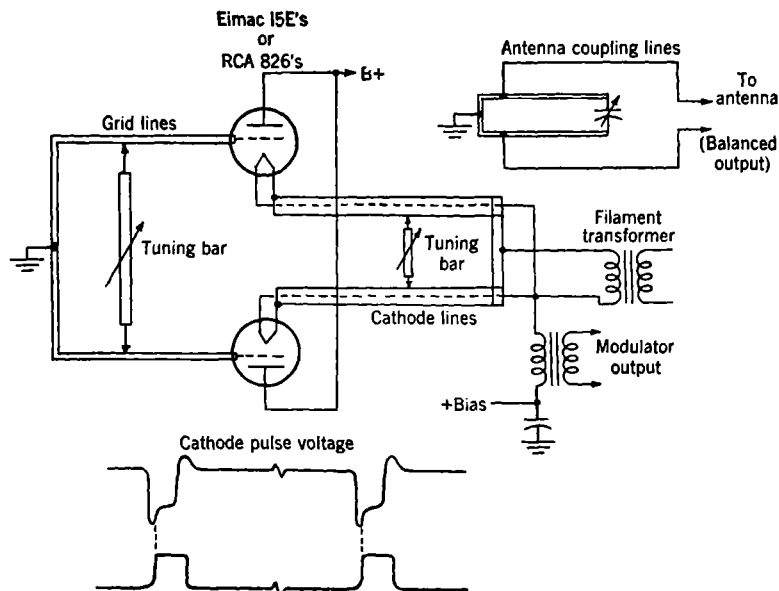 Eimac 15E's
or
RCA 826's
B+
Antenna coupling lines
To
antenna
(Balanced
output)
Grid lines
Tuning bar
Tuning
bar
Filament
transformer
Cathode lines
Modulator
output
+Bias
Cathode pulse voltage